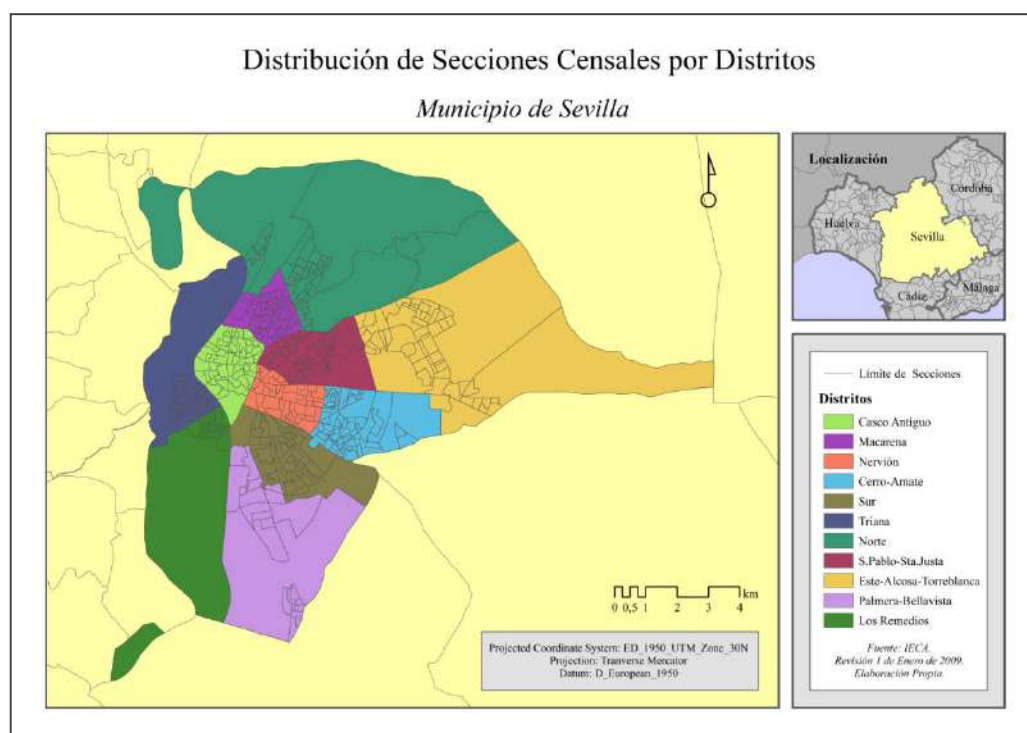 Distribución de Secciones Censales por Distritos
Municipio de Sevilla
Localización
Córdoba
Huelva
Sevilla
Málaga
Cádiz
Límite de Secciones
Distritos
Casco Antiguo
Macarena
Nervión
Cerro-Amate
Sur
Triana
Norte
S.Pablo-Sta.Justa
Este-Alcosa-Torreblanca
Palmera-Bellavista
Los Remedios
Fuente: IECA.
Revisión 1 de Enero de 2009.
Elaboración Propia.
km
0 0,5 1 2 3 4
Projected Coordinate System: ED_1950_UTM_Zone_30N
Projection: Tranverse Mercator
Datum: D_European_1950